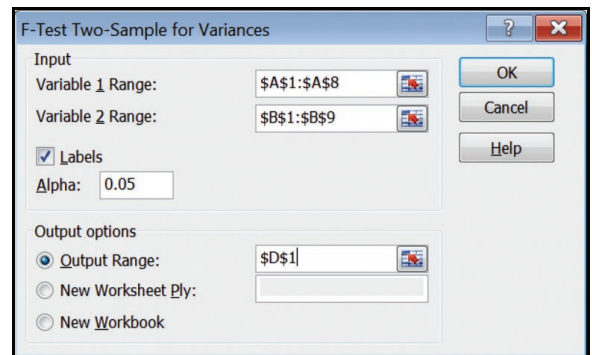 F-Test Two-Sample for Variances
?
Input
Variable 1 Range:
$A$1:$A$8
Variable 2 Range:
$B$1:$B$9
Labels
Alpha:
0.05
Output options
Output Range:
$D$1
New Worksheet Ply:
New Workbook
OK
Cancel
Help